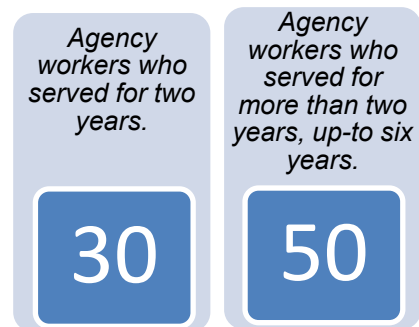 Agency
workers who
served for two
years.
30
Agency
workers who
served for
more than two
years, up-to six
years.
50